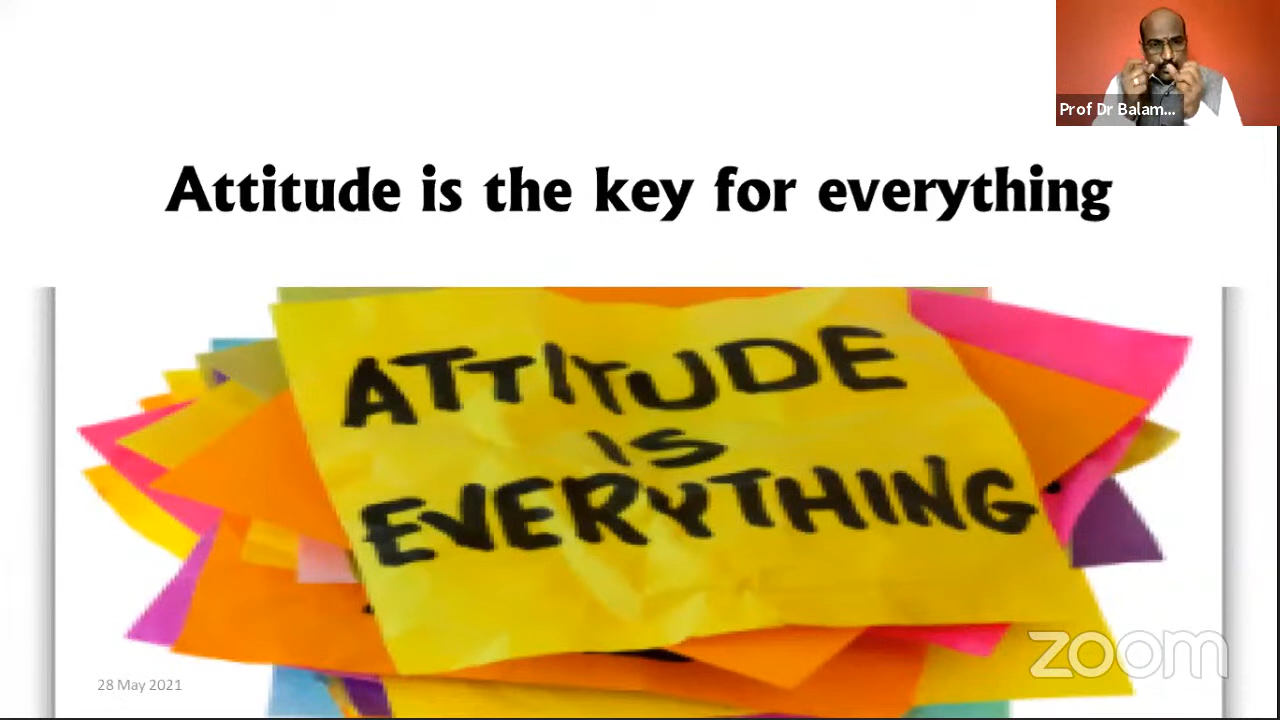 Prof Dr Balam...
Attitude is the key for everything
ATTITUDE
IS
EVERYTHING
28 May 2021
zoom